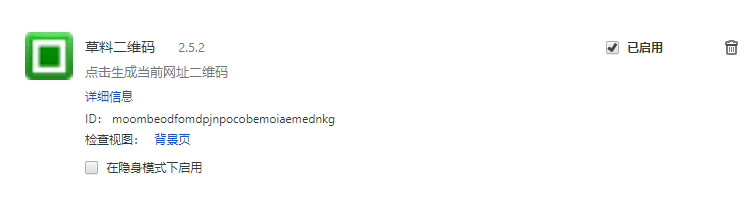 草料二维码 2.5.2 已启用
点击生成当前网址二维码
详细信息
ID： moombeodfomdpjnpocobemoiaemednkg
检查视图： 背景页
在隐身模式下启用